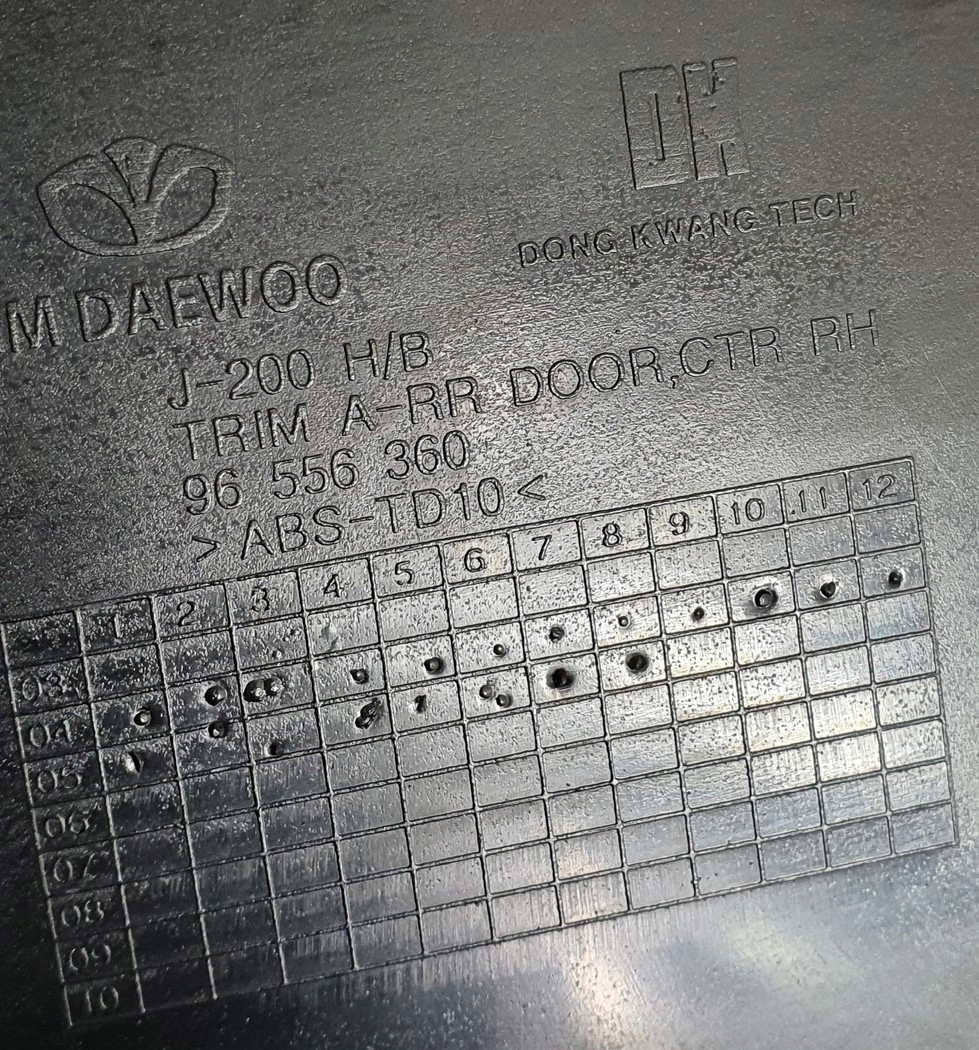 DH
DONG KWANG TECH
M DAEWOO
J-200 H/B
TRIM A-RR DOOR,CTR RH
96 556 360
>ABS-TD10<
1 2 3 4 5 6 7 8 9 10 11 12
03
04
05
06
07
08
09
10